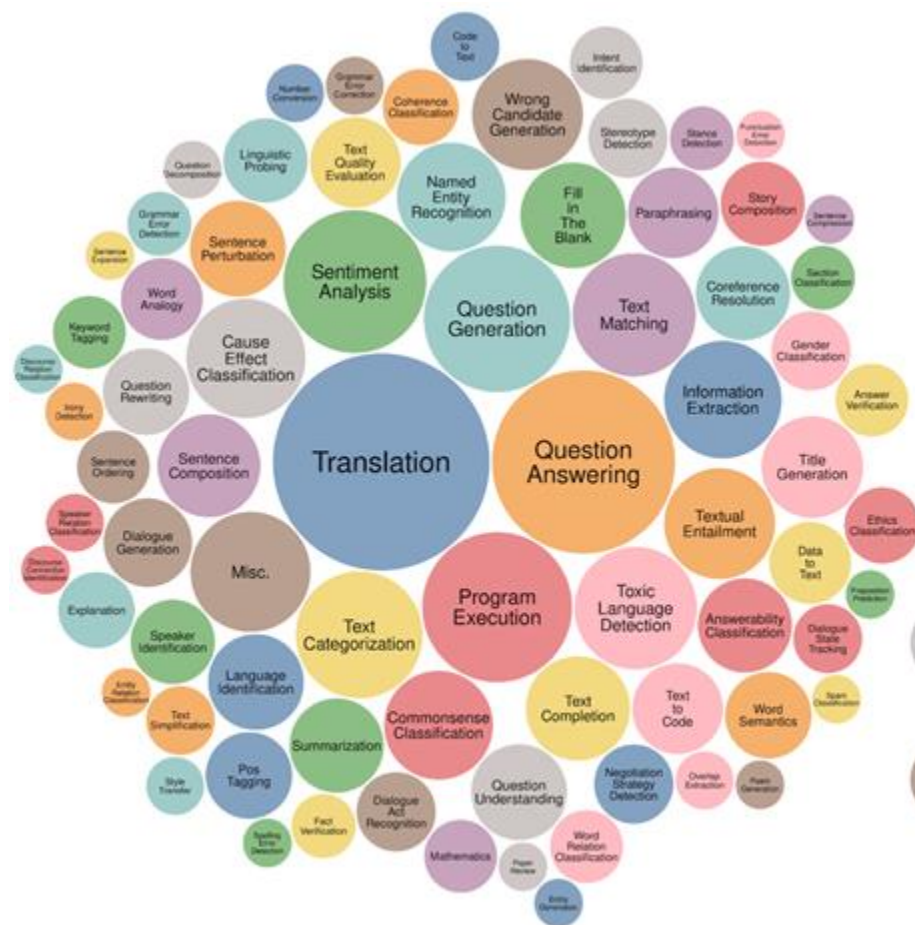 Code
to
Text
Intent
Identification
Number
Conversion
Grammar
Error
Correction
Coherence
Classification
Wrong
Candidate
Generation
Stereotype
Detection
Stance
Detection
Punctuation
Error
Detection
Question
Decomposition
Linguistic
Probing
Text
Quality
Evaluation
Named
Entity
Recognition
Fill
in
The
Blank
Paraphrasing
Story
Composition
Sentence
Compression
Grammar
Error
Detection
Sentence
Expansion
Sentence
Perturbation
Sentiment
Analysis
Question
Generation
Text
Matching
Coreference
Resolution
Section
Classification
Word
Analogy
Keyword
Tagging
Cause
Effect
Classification
Gender
Classification
Discourse
Relation
Classification
Question
Rewriting
Information
Extraction
Answer
Verification
Irony
Detection
Sentence
Ordering
Sentence
Composition
Translation
Question
Answering
Title
Generation
Speaker
Relation
Classification
Dialogue
Generation
Textual
Entailment
Ethics
Classification
Discourse
Connective
Identification
Misc.
Data
to
Text
Explanation
Program
Execution
Toxic
Language
Detection
Preposition
Prediction
Speaker
Identification
Text
Categorization
Answerability
Classification
Dialogue
State
Tracking
Entity
Relation
Classification
Language
Identification
Text
Simplification
Commonsense
Classification
Text
Completion
Text
to
Code
Word
Semantics
Spam
Classification
Summarization
Style
Transfer
Pos
Tagging
Question
Understanding
Negotiation
Strategy
Detection
Overlap
Extraction
Poem
Generation
Spelling
Error
Detection
Fact
Verification
Dialogue
Act
Recognition
Mathematics
Paper
Review
Word
Relation
Classification
Entity
Generation